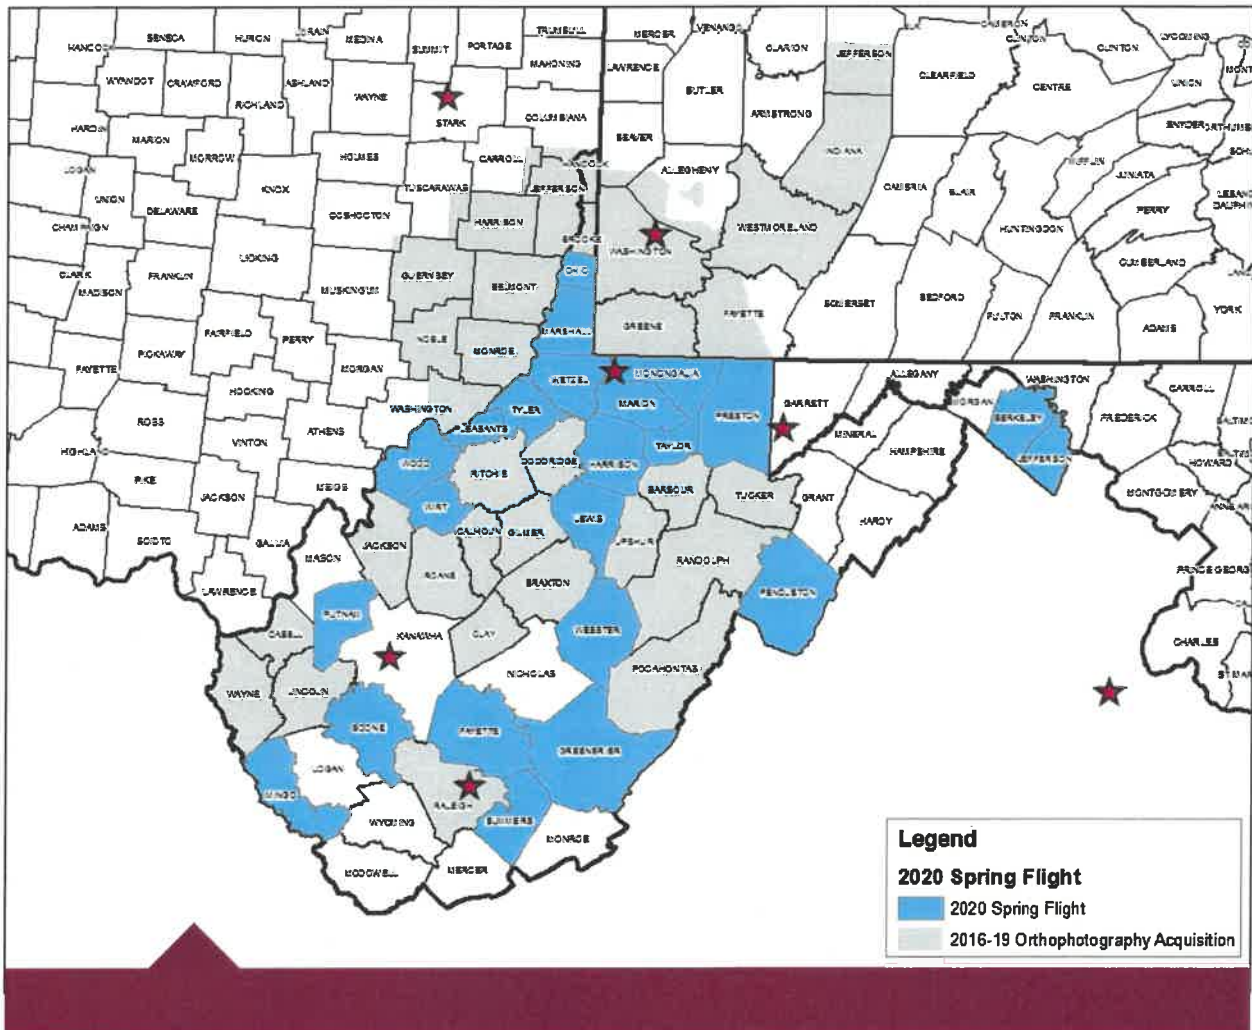 HANCOCK
SENECA
HURON
MEDINA
SUMMIT
PORTAGE
TRUMBULL
MERCER
VENANGO
CLARION
JEFFERSON
CAMERON
CLINTON
CLINTON
LYCOMING
UNION
WYANDOT
CRAWFORD
RICHLAND
ASHLAND
WAYNE
STARK
MAHONING
COLUMBIANA
LAWRENCE
BUTLER
ARMSTRONG
CLEARFIELD
CENTRE
SNYDER
HARDIN
MARION
MORROW
HOLMES
CARROLL
HANCOCK
BEAVER
ALLEGHENY
INDIANA
MIFFLIN
JUNIATA
LOGAN
UNION
DELAWARE
KNOX
COSHOCTON
TUSCARAWAS
HARRISON
JEFFERSON
BROOKE
WASHINGTON
WESTMORELAND
CAMBRIA
BLAIR
HUNTINGDON
PERRY
CHAMPAIGN
CLARK
MADISON
FRANKLIN
LICKING
MUSKINGUM
GUERNSEY
BELMONT
OHIO
MARSHALL
GREENE
FAYETTE
SOMERSET
BEDFORD
FULTON
FRANKLIN
CUMBERLAND
ADAMS
YORK
FAYETTE
PICKAWAY
FAIRFIELD
PERRY
MORGAN
NOBLE
MONROE
WETZEL
MONONGALIA
MARION
PRESTON
GARRETT
ALLEGANY
MORGAN
WASHINGTON
FREDERICK
CARROLL
ROSS
HOCKING
ATHENS
WASHINGTON
PLEASANTS
TYLER
DODDRIDGE
HARRISON
TAYLOR
MINERAL
HAMPSHIRE
BERKELEY
JEFFERSON
HOWARD
MONTGOMERY
HIGHLAND
PIKE
VINTON
JACKSON
MEIGS
WOOD
RITCHIE
WIRT
BARBOUR
TUCKER
GRANT
HARDY
ADAMS
SCIOTO
GALLIA
LAWRENCE
MASON
JACKSON
ROANE
CALHOUN
GILMER
LEWIS
UPSHUR
RANDOLPH
PENDLETON
PRINCE GEORG
CHARLES
ST MAR
BRAXTON
PUTNAM
CABELL
KANAWHA
CLAY
WEBSTER
NICHOLAS
POCAHONTAS
WAYNE
LINCOLN
BOONE
FAYETTE
GREENBRIER
LOGAN
MINGO
RALEIGH
SUMMERS
WYOMING
MONROE
MCDOWELL
MERCER
Legend
2020 Spring Flight
2020 Spring Flight
2016-19 Orthophotography Acquisition